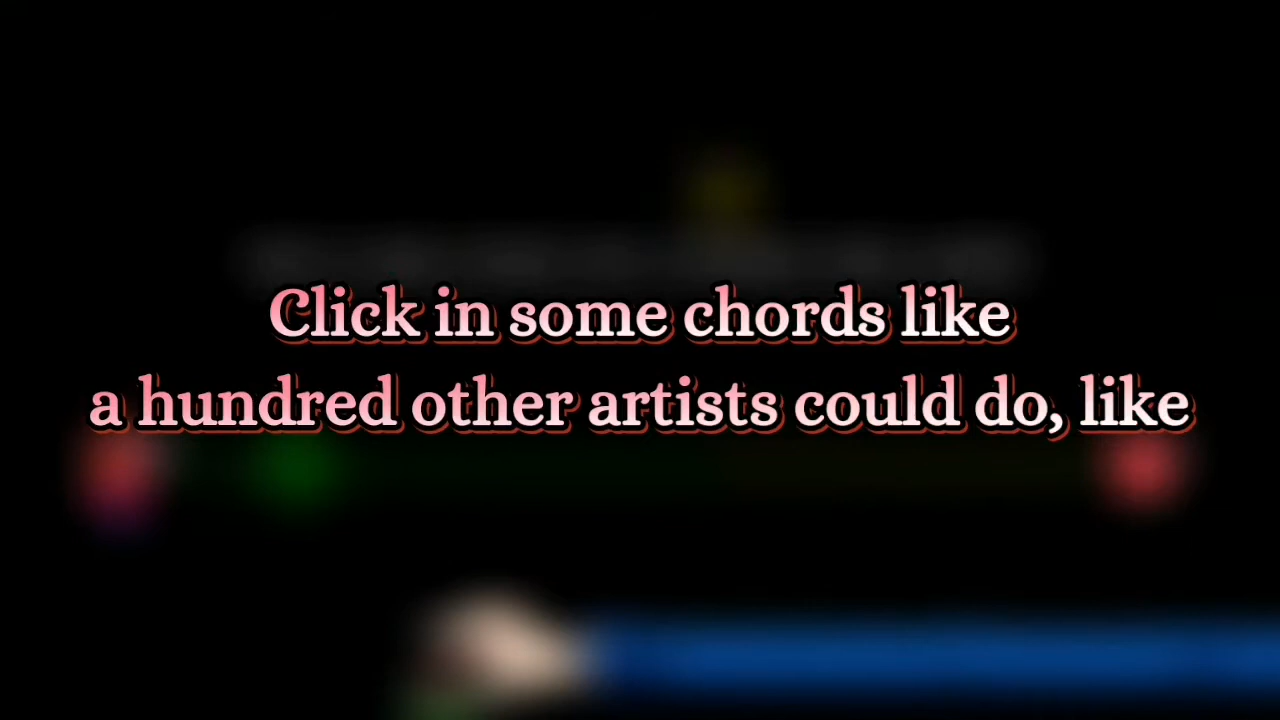 Click in some chords like
a hundred other artists could do, like